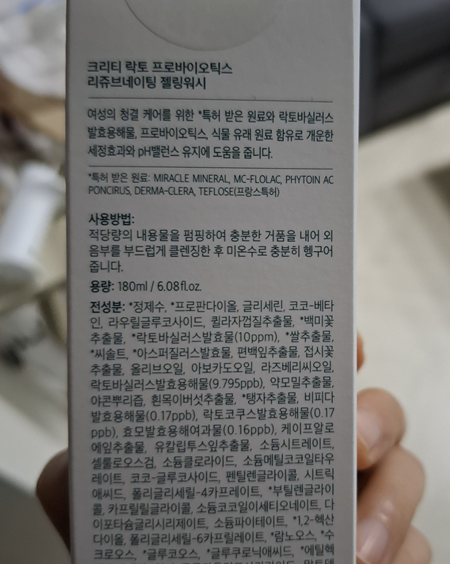 크리티 락토 프로바이오틱스
리쥬브네이팅 젤링워시
여성의 청결 케어를 위한 *특허 받은 원료와 락토바실러스
발효용해물, 프로바이오틱스, 식물 유래 원료 함유로 개운한
세정효과와 pH밸런스 유지에 도움을 줍니다.
*특허 받은 원료: MIRACLE MINERAL, MC-FLOLAC, PHYTOIN AC
PONCIRUS, DERMA-CLERA, TEFLOSE(프랑스특허)
사용방법:
적당량의 내용물을 펌핑하여 충분한 거품을 내어 외
음부를 부드럽게 클렌징한 후 미온수로 충분히 헹구어
줍니다.
용량: 180ml / 6.08fl.oz.
전성분: *정제수, *프로판다이올, 글리세린, 코코-베타
인, 라우릴글루코사이드, 퀼라자껍질추출물, *백미꽃
추출물, *락토바실러스발효물(10ppm), *쌀추출물,
*씨솔트, *아스퍼질러스발효물, 편백잎추출물, 접시꽃
추출물, 올리브오일, 아보카도오일, 라즈베리씨오일,
락토바실러스발효용해물(9.795ppb), 약모밀추출물,
야콘뿌리즙, 흰목이버섯추출물, *탱자추출물, 비피다
발효용해물(0.17ppb), 락토코쿠스발효용해물(0.17
ppb), 효모발효용해여과물(0.16ppb), 케이프알로
에잎추출물, 유칼립투스잎추출물, 소듐시트레이트,
셀룰로오스검, 소듐클로라이드, 소듐메틸코코일타우
레이트, 코코-글루코사이드, 펜틸렌글라이콜, 시트릭
애씨드, 폴리글리세릴-4카프레이트, *부틸렌글라이
콜, 카프릴릴글라이콜, 소듐코코일이세티오네이트, 다
이포타슘글리시리제이트, 소듐파이테이트, *1,2-헥산
다이올, 폴리글리세릴-6카프릴레이트, *람노오스, *수
크로오스, *글루코오스, *글루쿠로닉애씨드, *에틸헥